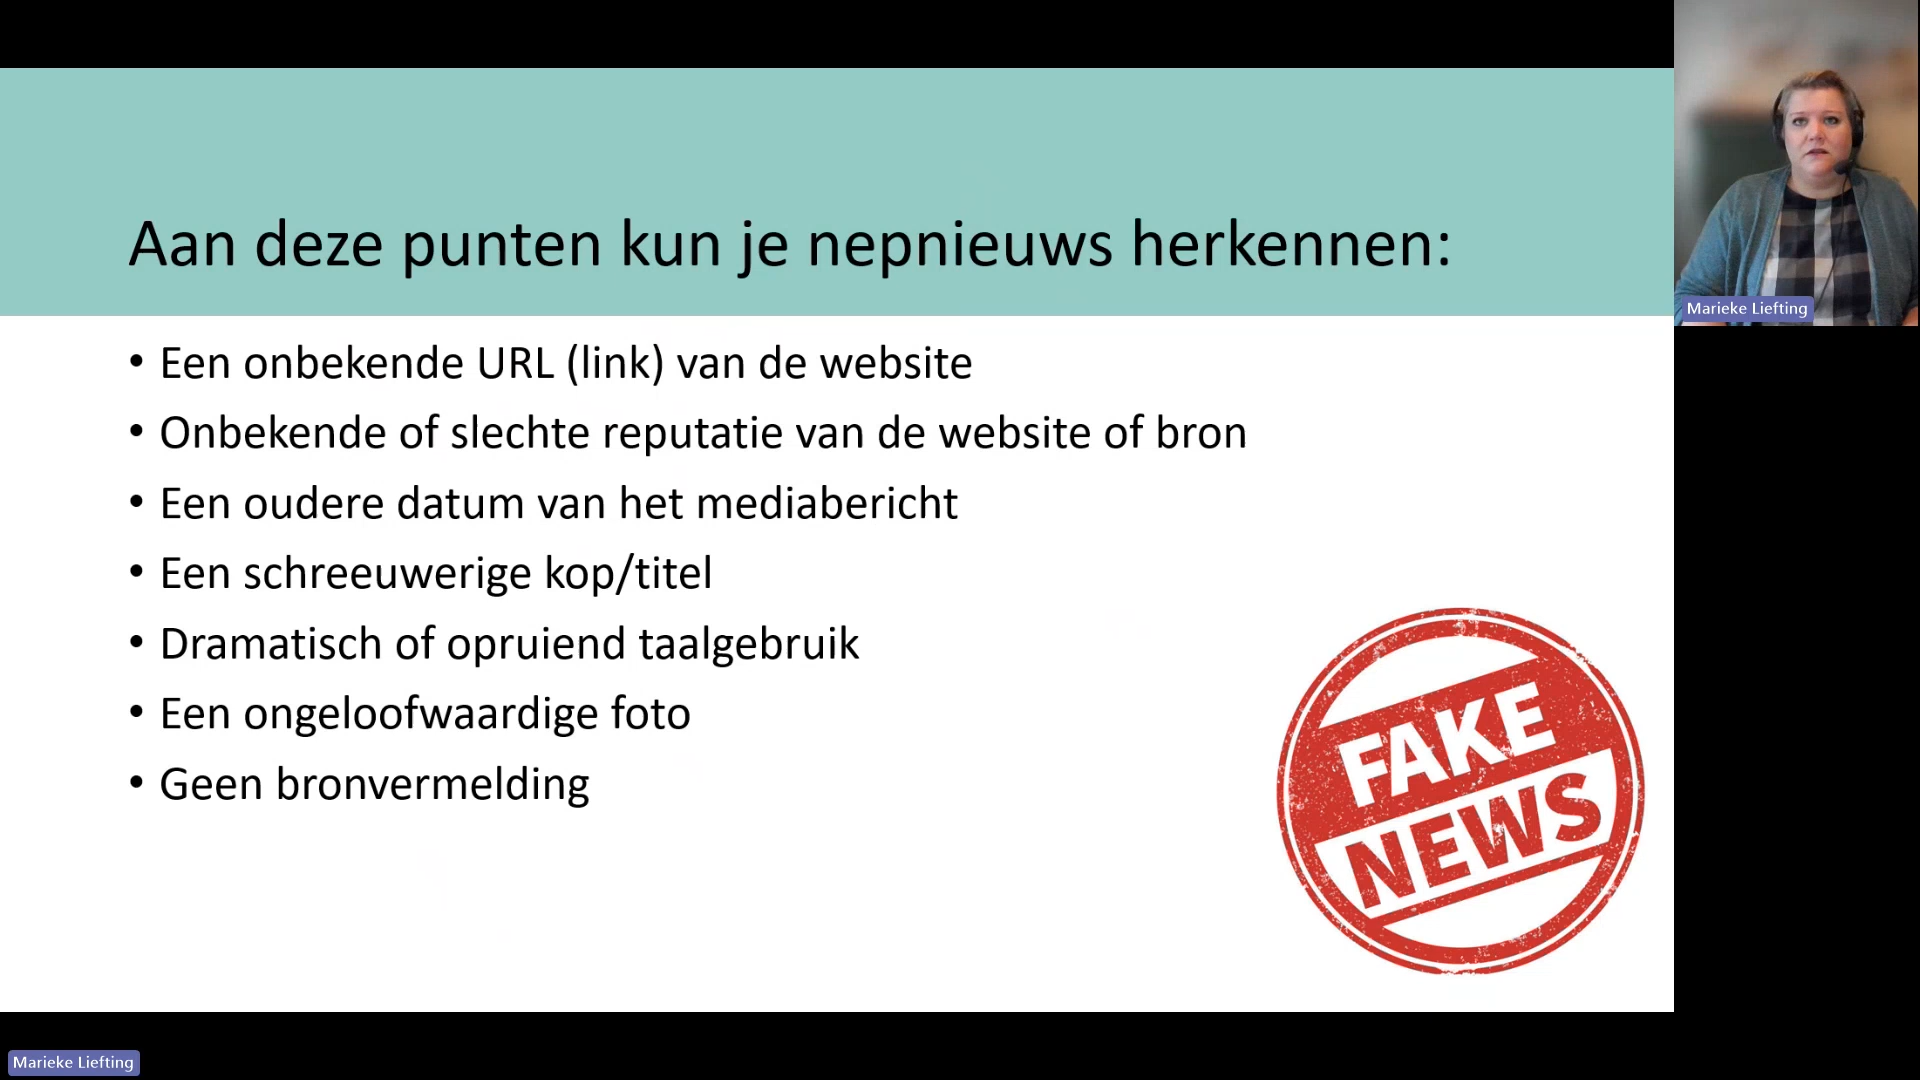 Aan deze punten kun je nepnieuws herkennen:
• Een onbekende URL (link) van de website
• Onbekende of slechte reputatie van de website of bron
• Een oudere datum van het mediabericht
• Een schreeuwerige kop/titel
• Dramatisch of opruiend taalgebruik
• Een ongeloofwaardige foto
• Geen bronvermelding
FAKE
NEWS
Marieke Liefting
Marieke Liefting